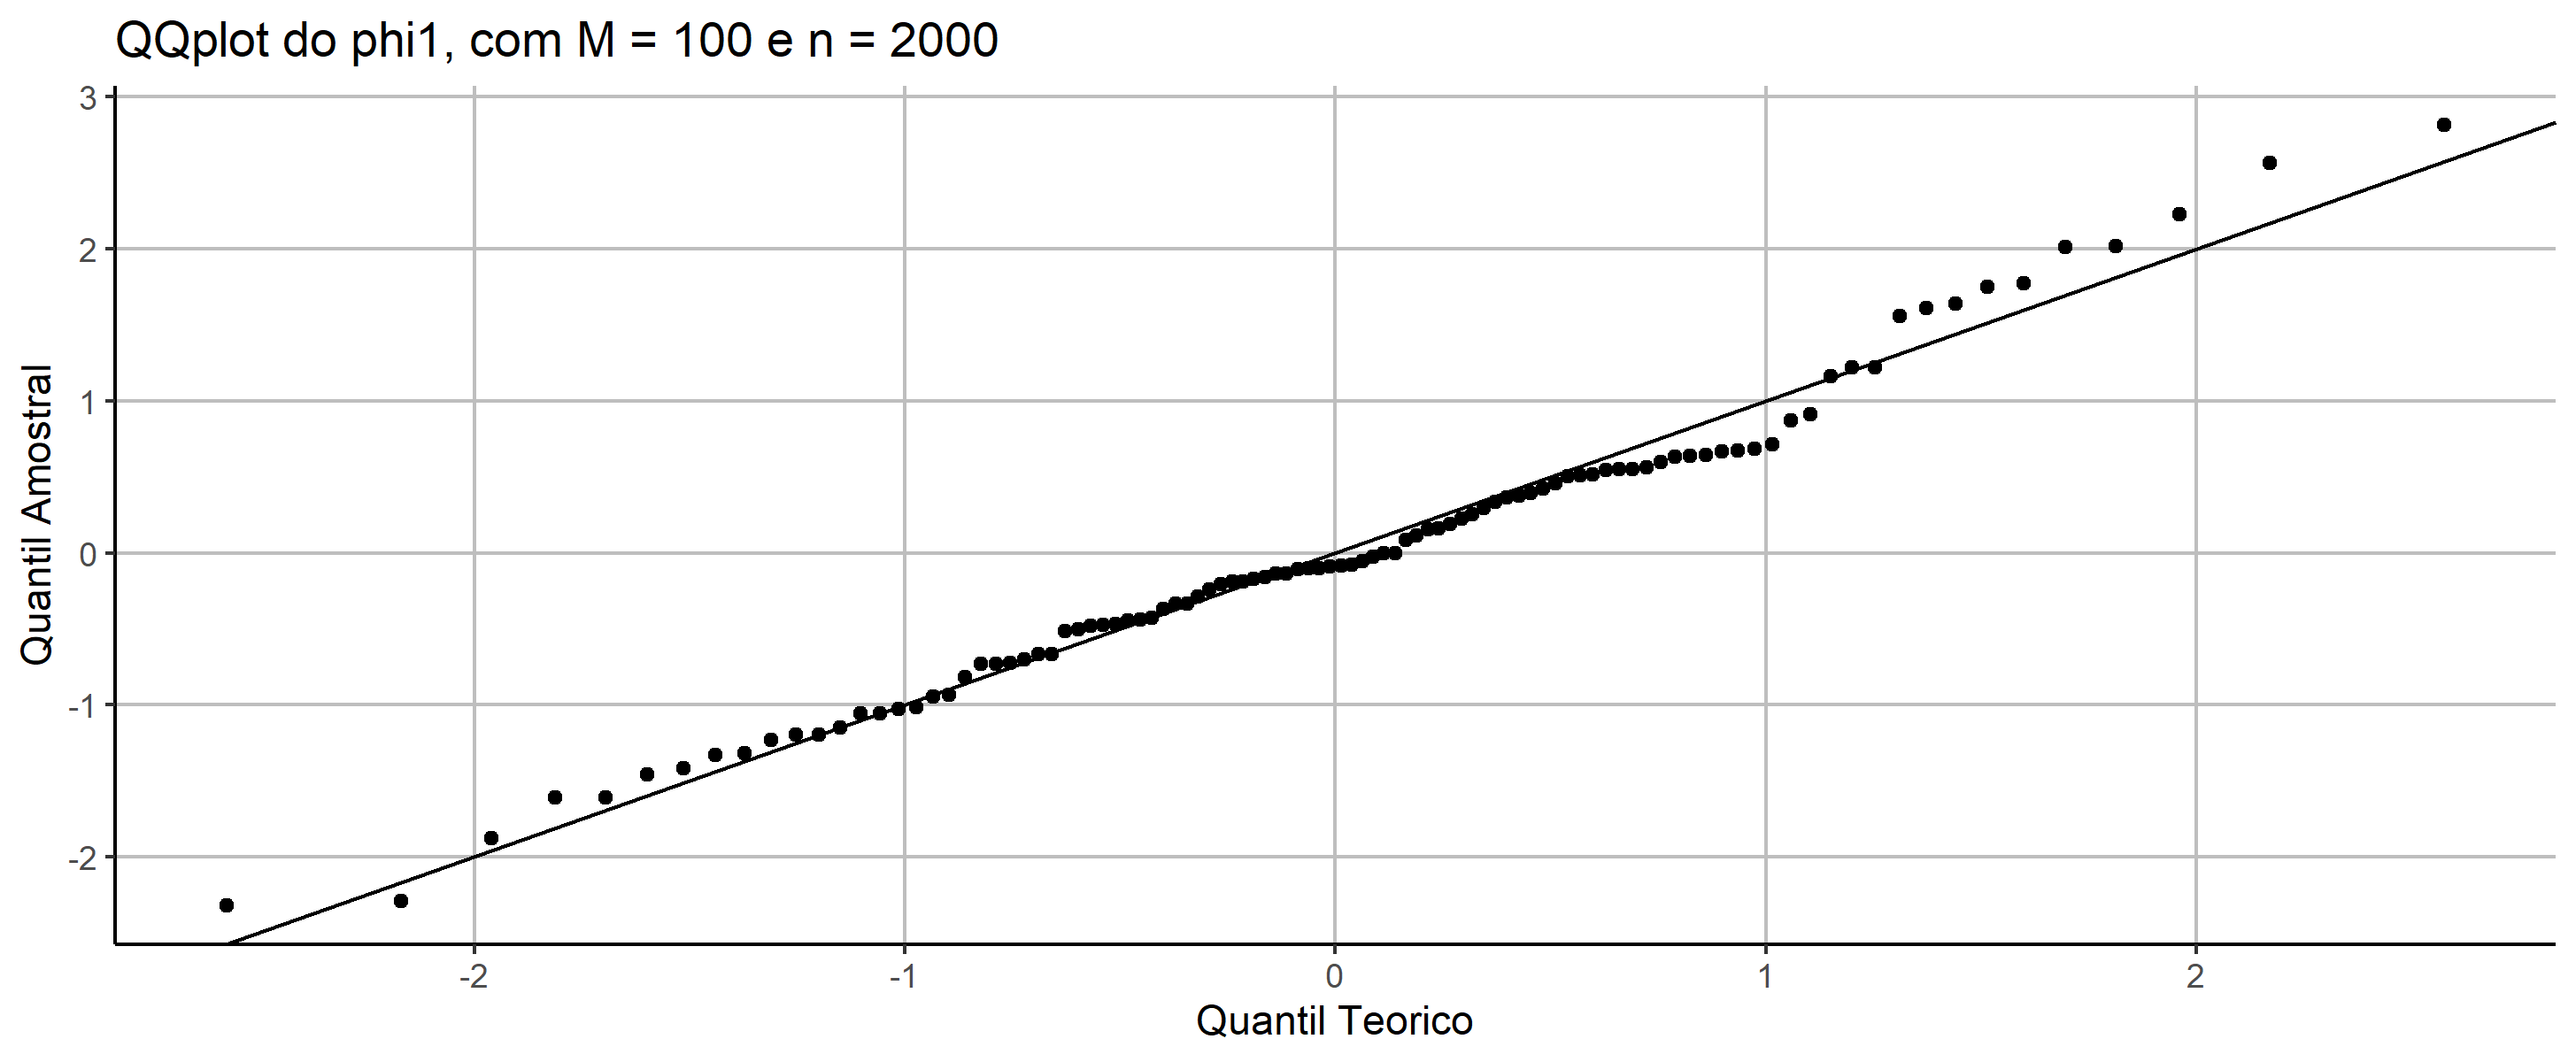 QQplot do phi1, com M = 100 e n = 2000
3
2
1
0
-1
-2
Quantil Amostral
-2 -1 0 1 2
Quantil Teorico